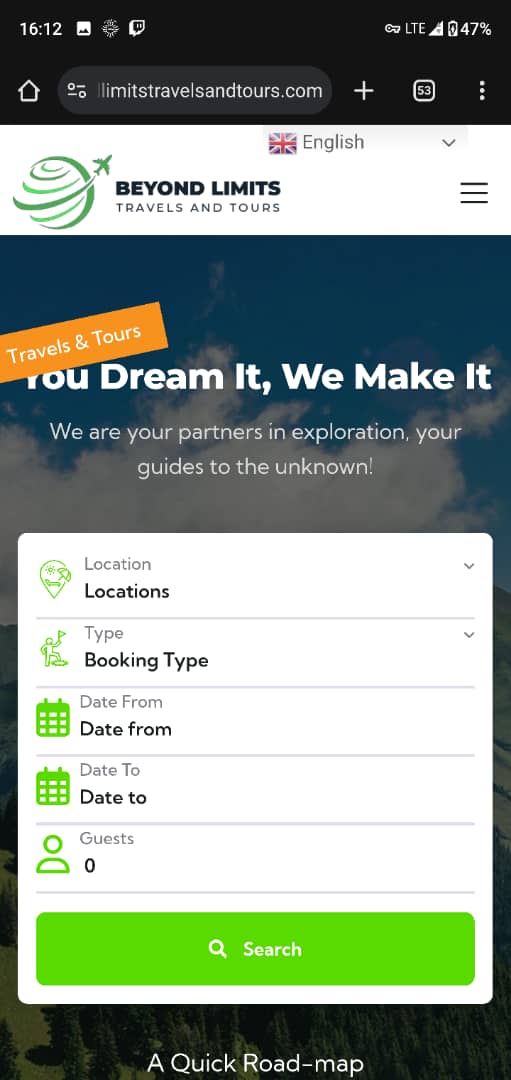 16:12 LTE 47%
limitstravelsandtours.com 53
English
BEYOND LIMITS
TRAVELS AND TOURS
Travels & Tours
You Dream It, We Make It
We are your partners in exploration, your
guides to the unknown!
Location
Locations
Type
Booking Type
Date From
Date from
Date To
Date to
Guests
0
Search
A Quick Road-map